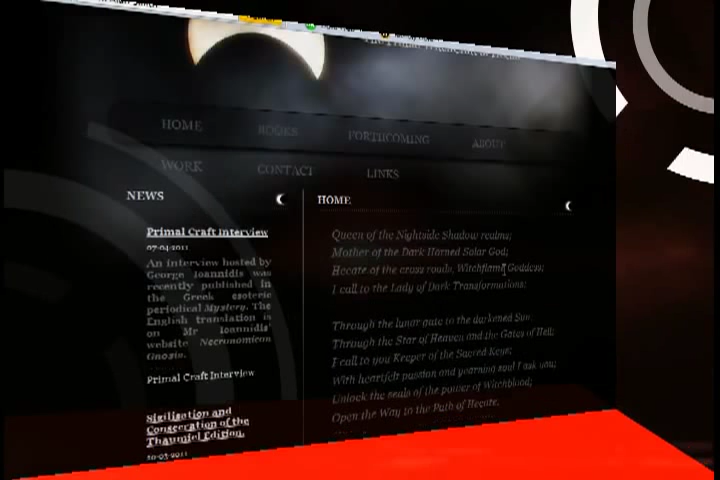 HOME
BOOKS
FORTHCOMING
ABOUT
WORK
CONTACT
LINKS
NEWS
Primal Craft Interview
07-04-2011
An interview hosted by
George Ioannidis was
recently published in
the Greek esoteric
periodical Mystery. The
English translation is
on Mr Ioannidis'
website Necronomicon
Gnosis.
Primal Craft Interview
Sigilisation and
Consecration of the
Thaumiel Edition.
HOME
Queen of the Nightside Shadow realms;
Mother of the Dark Horned Solar God;
Hecate of the cross roads, Witchflame Goddess;
I call to the Lady of Dark Transformations;
Through the lunar gate to the darkened Sun.
Through the Star of Heaven and the Gates of Hell;
I call to you Keeper of the Sacred Keys;
With heartfelt passion and yearning soul I ask you;
Unlock the seals of the power of Witchblood;
Open the Way to the Path of Hecate.